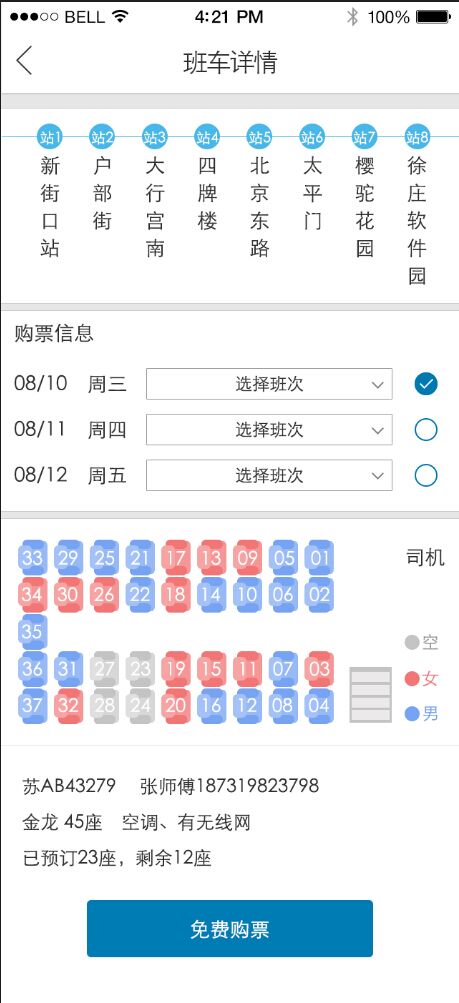 BELL 4:21 PM 100%
班车详情
站1 站2 站3 站4 站5 站6 站7 站8
新街口站 户部街 大行宫南 四牌楼 北京东路 太平门 樱驼花园 徐庄软件园
购票信息
08/10 周三 选择班次
08/11 周四 选择班次
08/12 周五 选择班次
33 29 25 21 17 13 09 05 01 司机
34 30 26 22 18 14 10 06 02
35 空
36 31 27 23 19 15 11 07 03 女
37 32 28 24 20 16 12 08 04 男
苏AB43279 张师傅187319823798
金龙 45座 空调、有无线网
已预订23座，剩余12座
免费购票